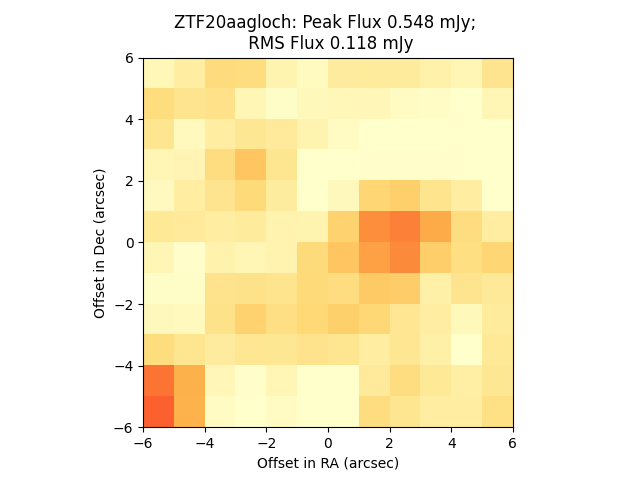 ZTF20aagloch: Peak Flux 0.548 mJy;
RMS Flux 0.118 mJy
6
4
2
0
−2
−4
−6
Offset in Dec (arcsec)
−6 −4 −2 0 2 4 6
Offset in RA (arcsec)